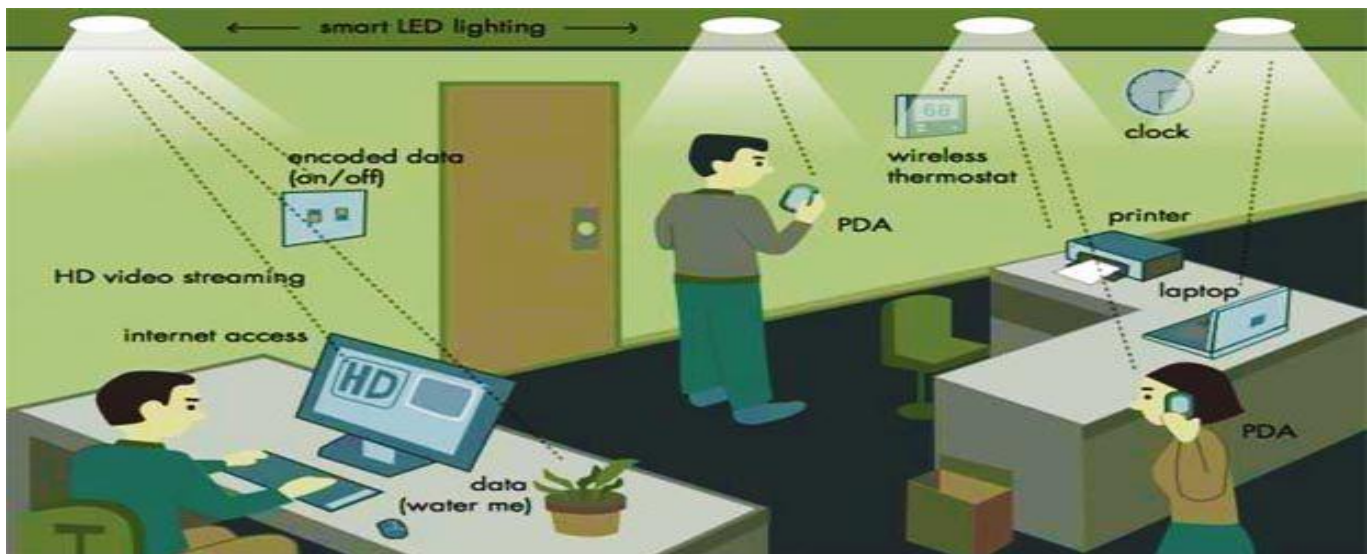 smart LED lighting
encoded data
(on/off)
HD video streaming
internet access
HD
data
(water me)
PDA
68
wireless
thermostat
clock
printer
laptop
PDA